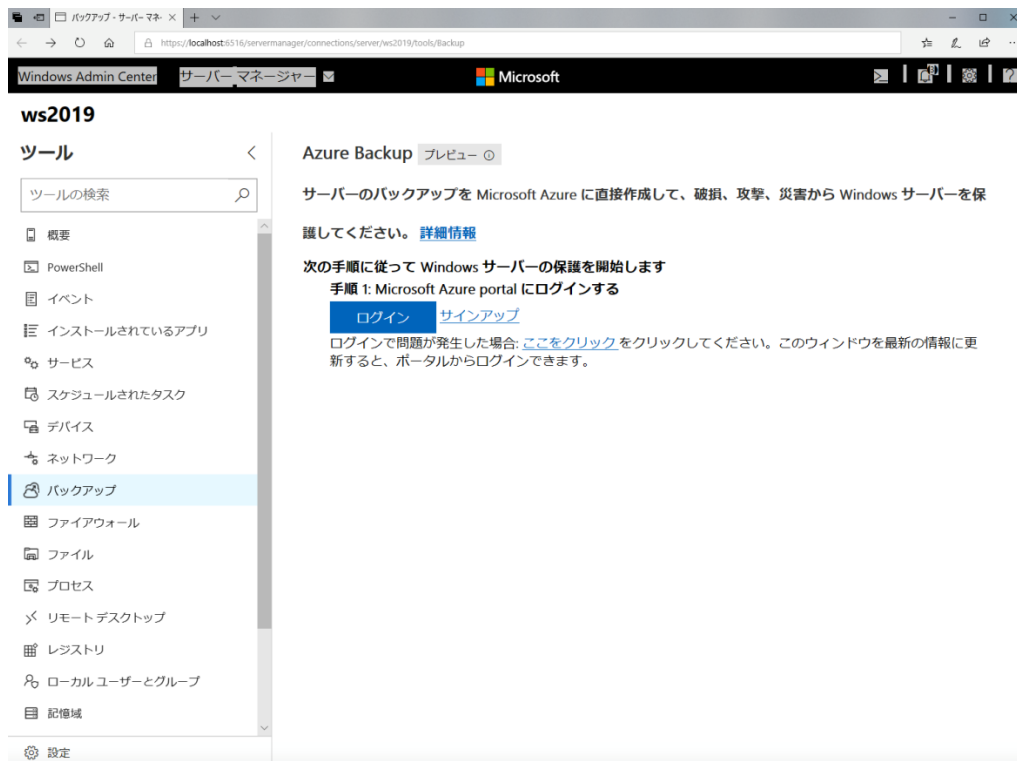 バックアップ - サーバー マネ-
https://localhost:6516/servermanager/connections/server/ws2019/tools/Backup
Windows Admin Center サーバー マネージャー Microsoft
ws2019
ツール
ツールの検索
概要
PowerShell
イベント
インストールされているアプリ
サービス
スケジュールされたタスク
デバイス
ネットワーク
バックアップ
ファイアウォール
ファイル
プロセス
リモート デスクトップ
レジストリ
ローカル ユーザーとグループ
記憶域
設定
Azure Backup プレビュー
サーバーのバックアップを Microsoft Azure に直接作成して、破損、攻撃、災害から Windows サーバーを保
護してください。 詳細情報
次の手順に従って Windows サーバーの保護を開始します
手順 1: Microsoft Azure portal にログインする
ログイン サインアップ
ログインで問題が発生した場合: ここをクリック をクリックしてください。このウィンドウを最新の情報に更
新すると、ポータルからログインできます。